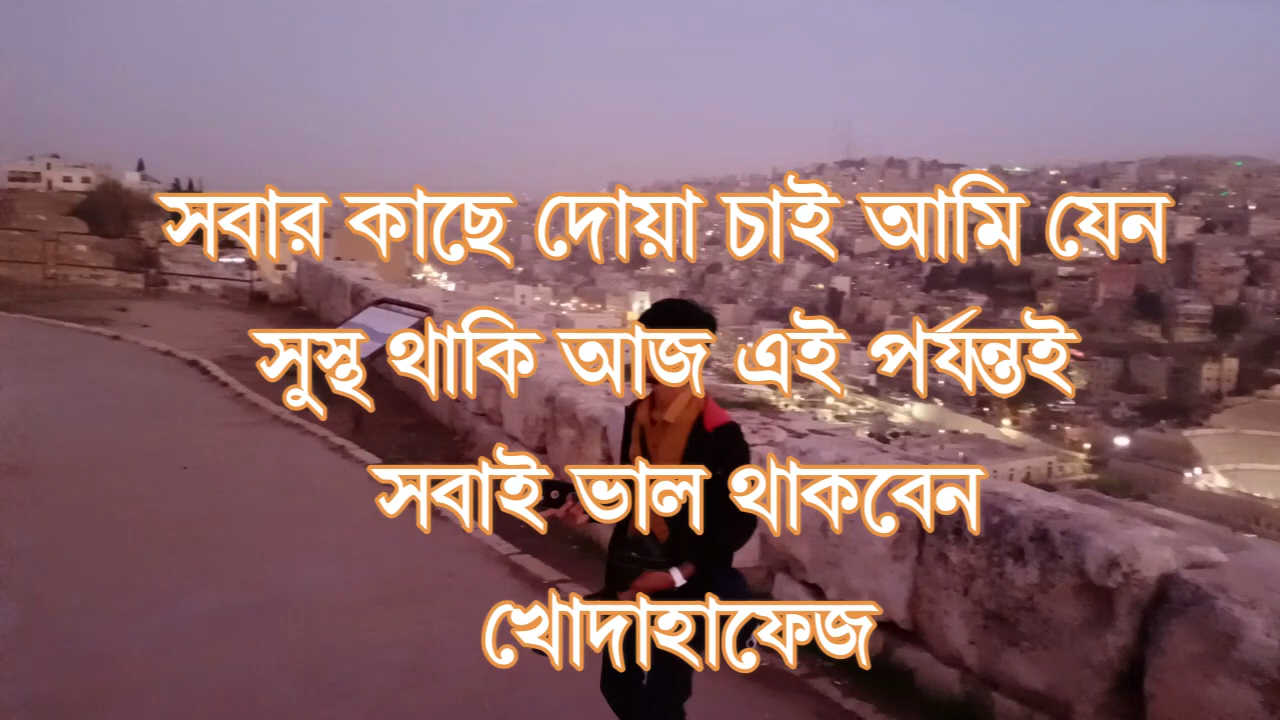 সবার কাছে দোয়া চাই আমি যেন
সুস্থ থাকি আজ এই পর্যন্তই
সবাই ভাল থাকবেন
খোদাহাফেজ